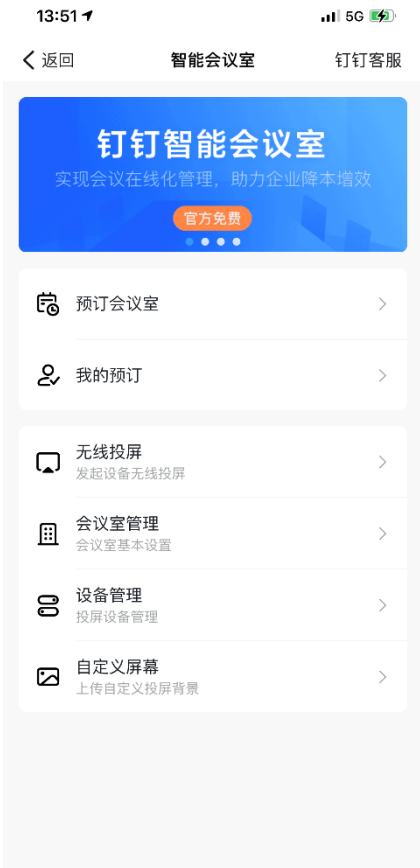 13:51
5G
返回
智能会议室
钉钉客服
钉钉智能会议室
实现会议在线化管理，助力企业降本增效
官方免费
预订会议室
我的预订
无线投屏
发起设备无线投屏
会议室管理
会议室基本设置
设备管理
投屏设备管理
自定义屏幕
上传自定义投屏背景